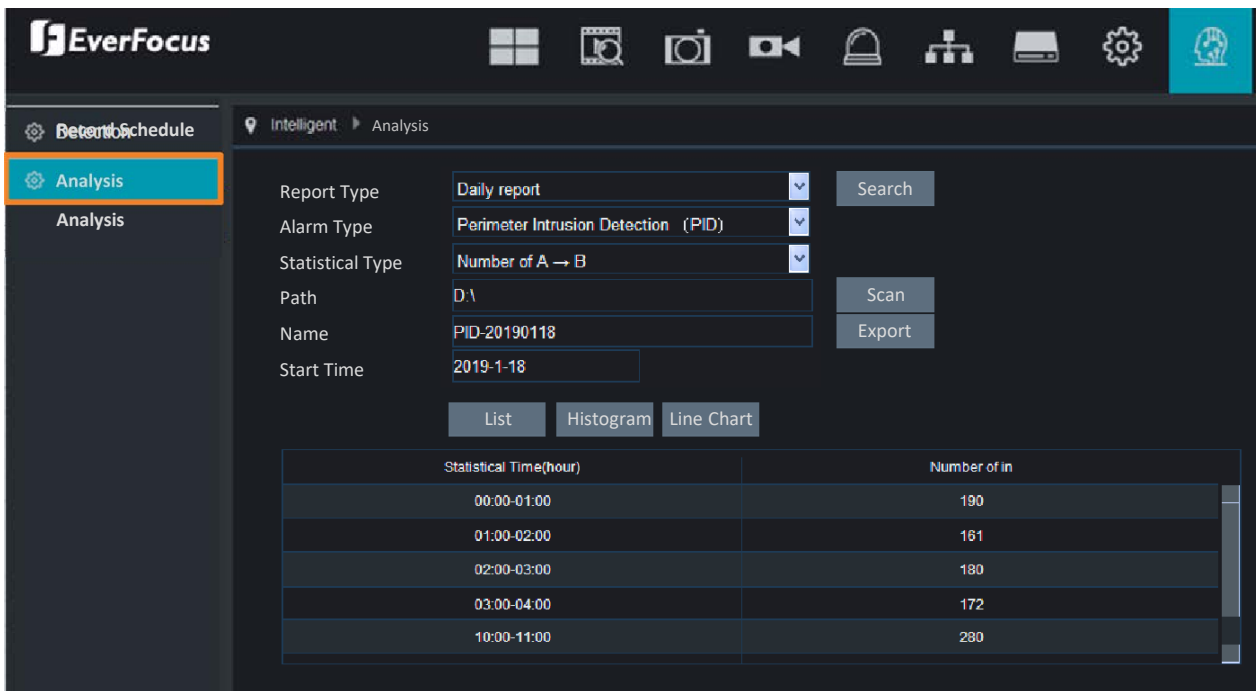 EverFocus
Record Schedule
Detection
Intelligent Analysis
Analysis
Analysis
Report Type Daily report Search
Alarm Type Perimeter Intrusion Detection (PID)
Statistical Type Number of A → B
Path D:\ Scan
Name PID-20190118 Export
Start Time 2019-1-18
List Histogram Line Chart
Statistical Time(hour) Number of in
00:00-01:00 190
01:00-02:00 161
02:00-03:00 180
03:00-04:00 172
10:00-11:00 280